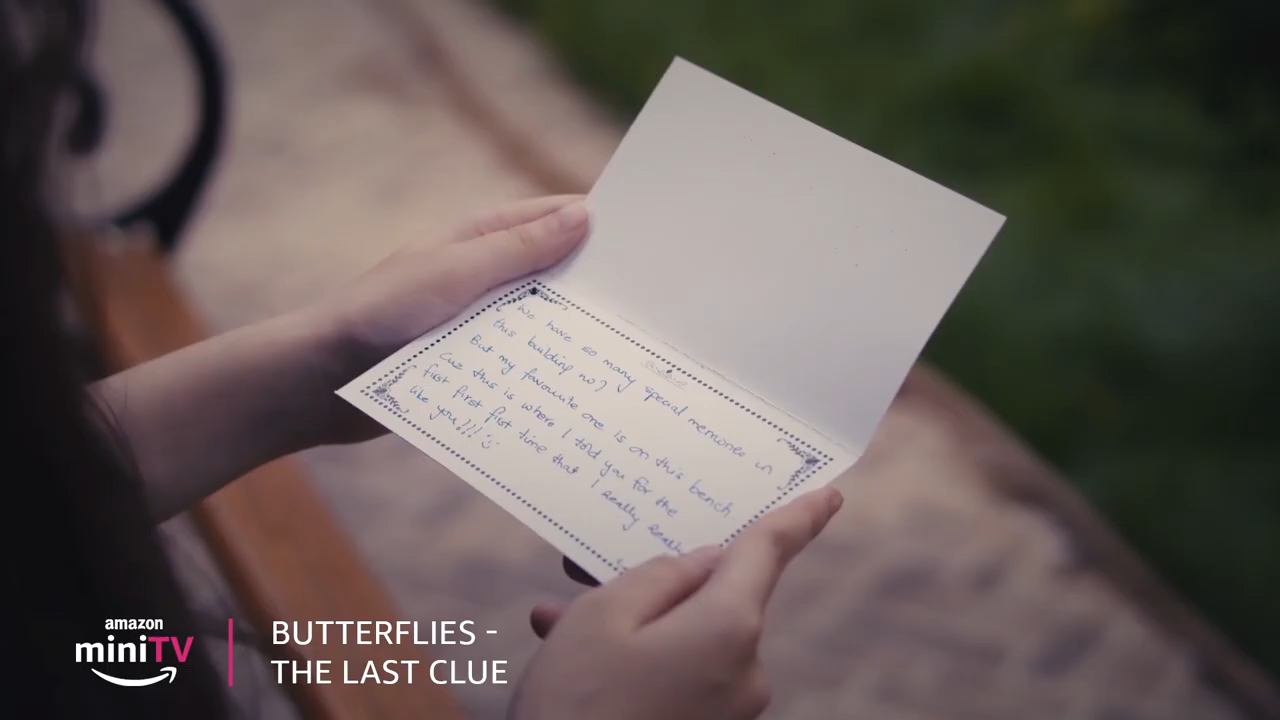 We have so many special memories in
this building no?
But my favourite one is on this bench
Cuz this is where I told you for the
first first first time that I really really
like you!!!
amazon
miniTV
BUTTERFLIES -
THE LAST CLUE